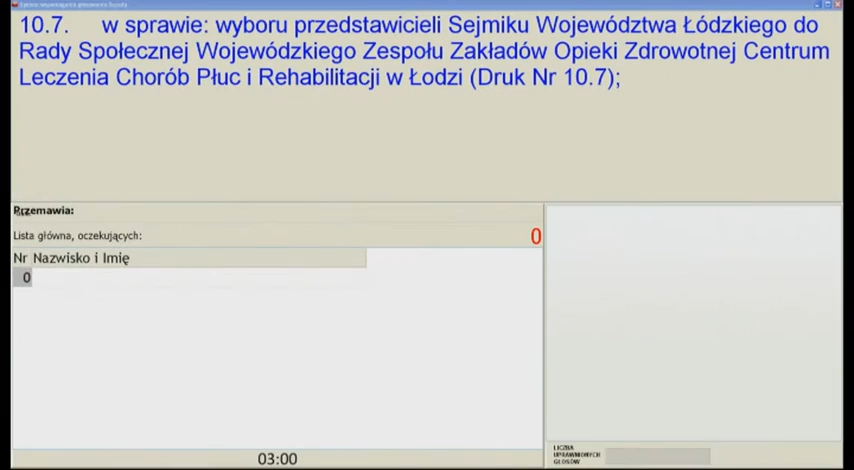 10.7. w sprawie: wyboru przedstawicieli Sejmiku Województwa Łódzkiego do
Rady Społecznej Wojewódzkiego Zespołu Zakładów Opieki Zdrowotnej Centrum
Leczenia Chorób Płuc i Rehabilitacji w Łodzi (Druk Nr 10.7);
Przemawia:
Lista główna, oczekujących:
0
Nr Nazwisko i Imię
0
03:00
LICZBA
UPRAWNIONYCH
GŁOSÓW